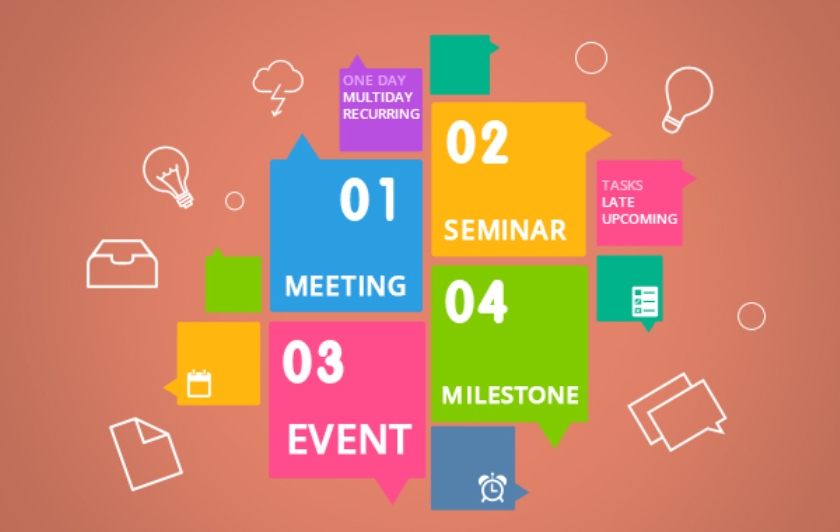 ONE DAY
MULTIDAY
RECURRING
01
MEETING
02
SEMINAR
TASKS
LATE
UPCOMING
03
EVENT
04
MILESTONE